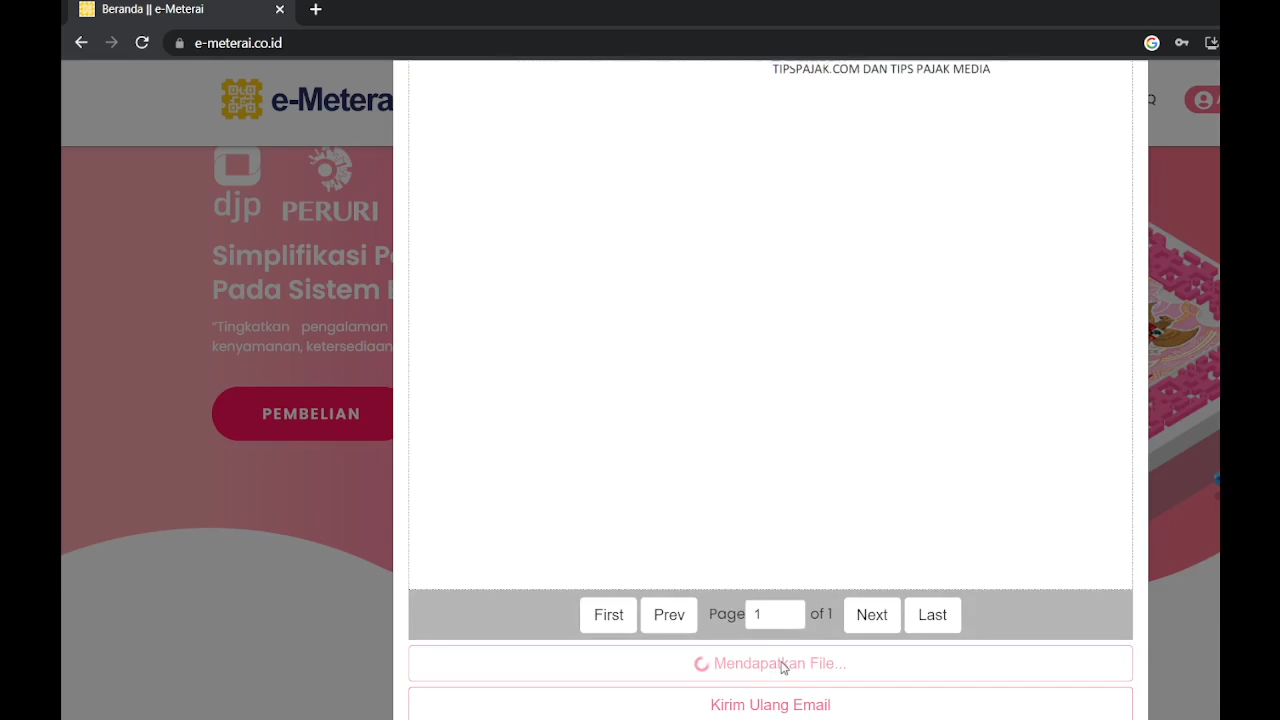 Beranda || e-Meterai
e-meterai.co.id
TIPSPAJAK.COM DAN TIPS PAJAK MEDIA
e-Metera
djp
PERURI
Simplifikasi P
Pada Sistem
"Tingkatkan pengalaman
kenyamanan, ketersediaan
PEMBELIAN
First Prev Page 1 of 1 Next Last
Mendapatkan File...
Kirim Ulang Email